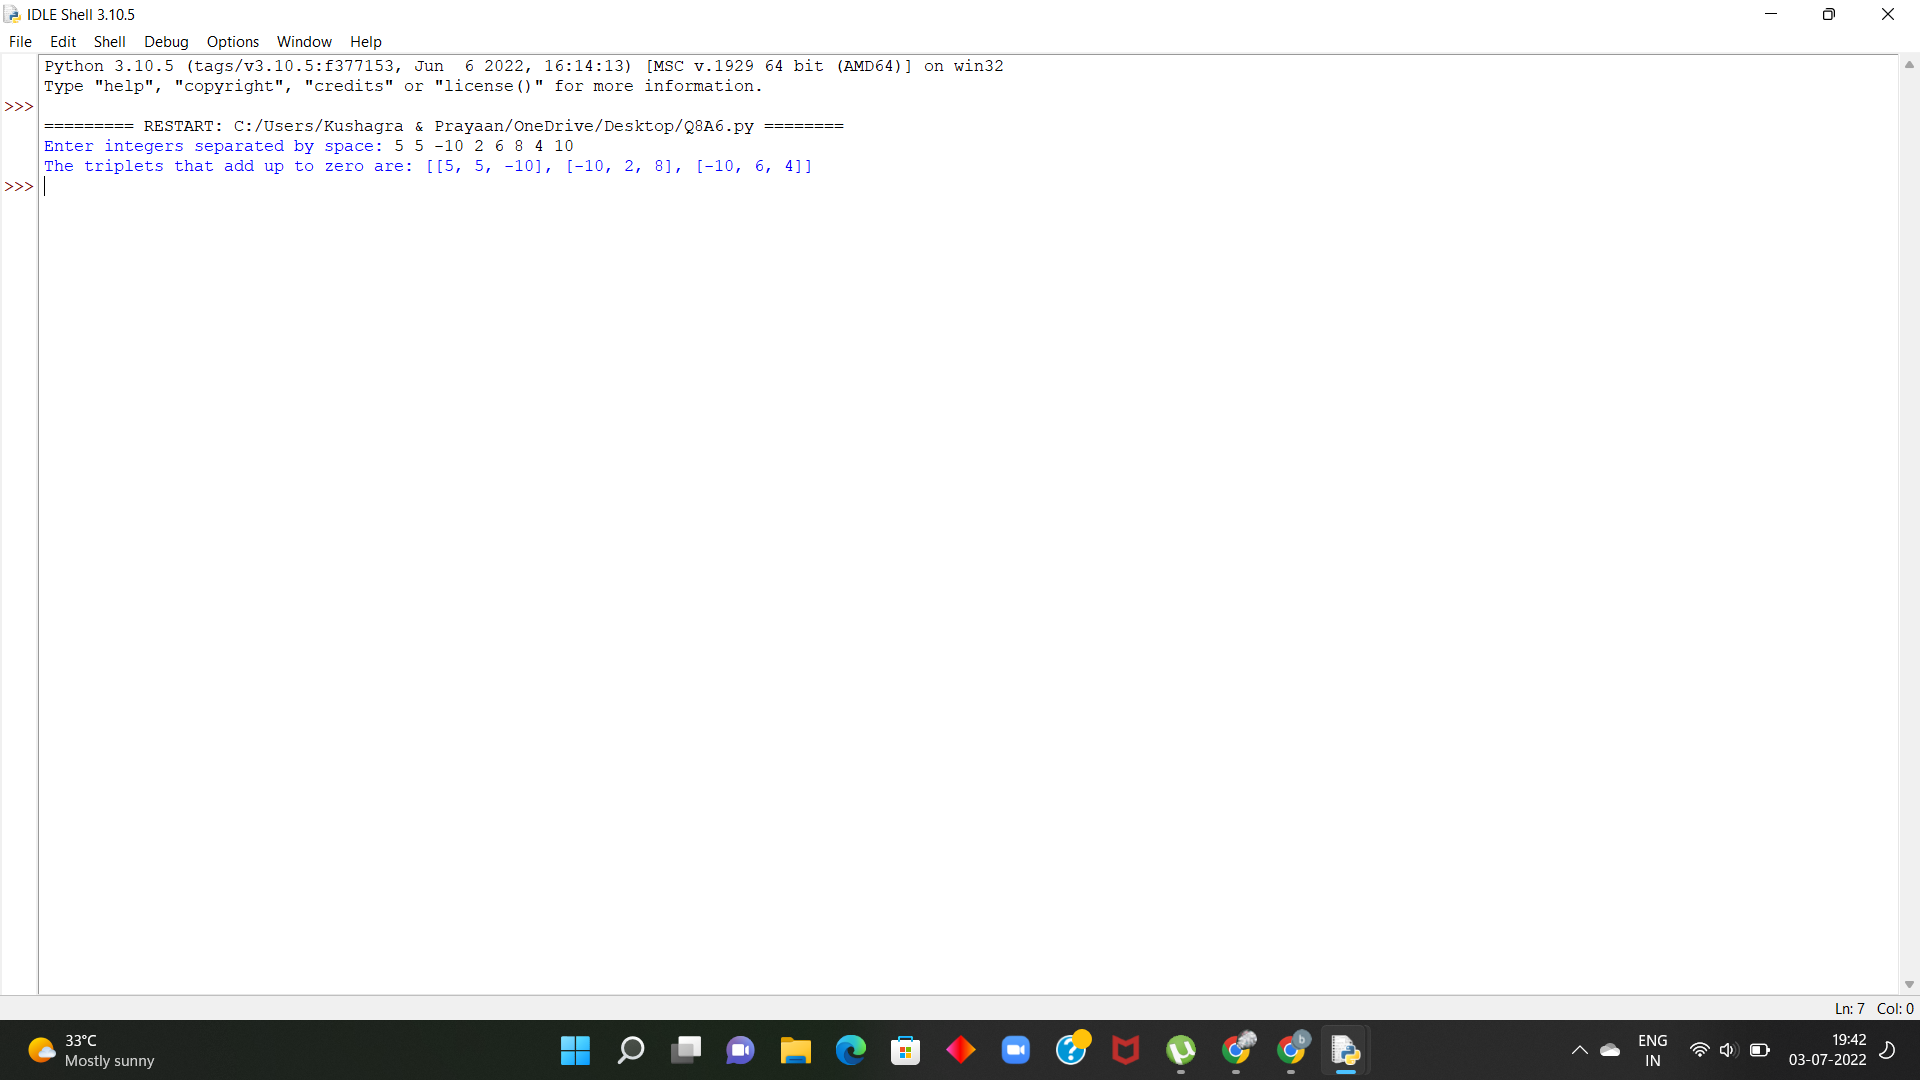 IDLE Shell 3.10.5
File Edit Shell Debug Options Window Help
Python 3.10.5 (tags/v3.10.5:f377153, Jun  6 2022, 16:14:13) [MSC v.1929 64 bit (AMD64)] on win32
Type "help", "copyright", "credits" or "license()" for more information.
>>>
========= RESTART: C:/Users/Kushagra & Prayaan/OneDrive/Desktop/Q8A6.py ========
Enter integers separated by space: 5 5 -10 2 6 8 4 10
The triplets that add up to zero are: [[5, 5, -10], [-10, 2, 8], [-10, 6, 4]]
>>>
Ln: 7 Col: 0
33°C
Mostly sunny
b
ENG
IN
19:42
03-07-2022